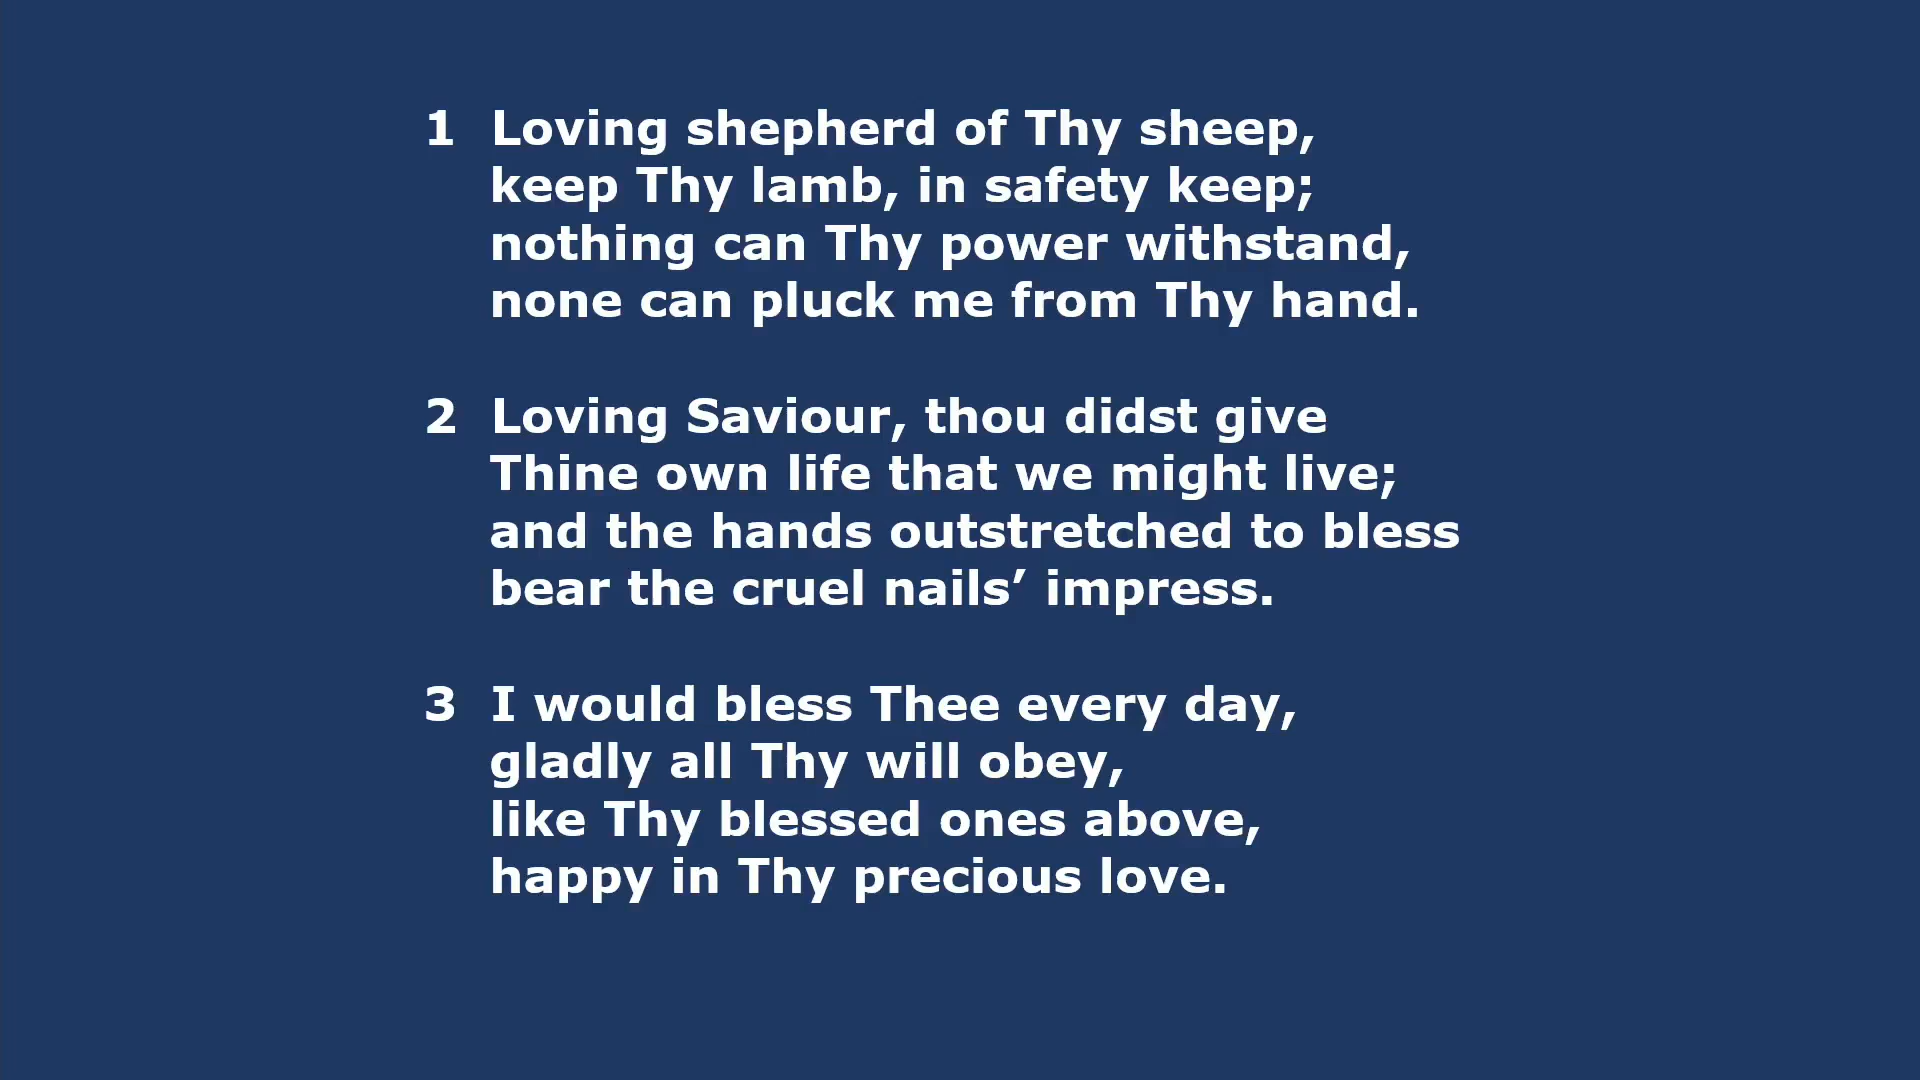 1 Loving shepherd of Thy sheep,
keep Thy lamb, in safety keep;
nothing can Thy power withstand,
none can pluck me from Thy hand.
2 Loving Saviour, thou didst give
Thine own life that we might live;
and the hands outstretched to bless
bear the cruel nails’ impress.
3 I would bless Thee every day,
gladly all Thy will obey,
like Thy blessed ones above,
happy in Thy precious love.